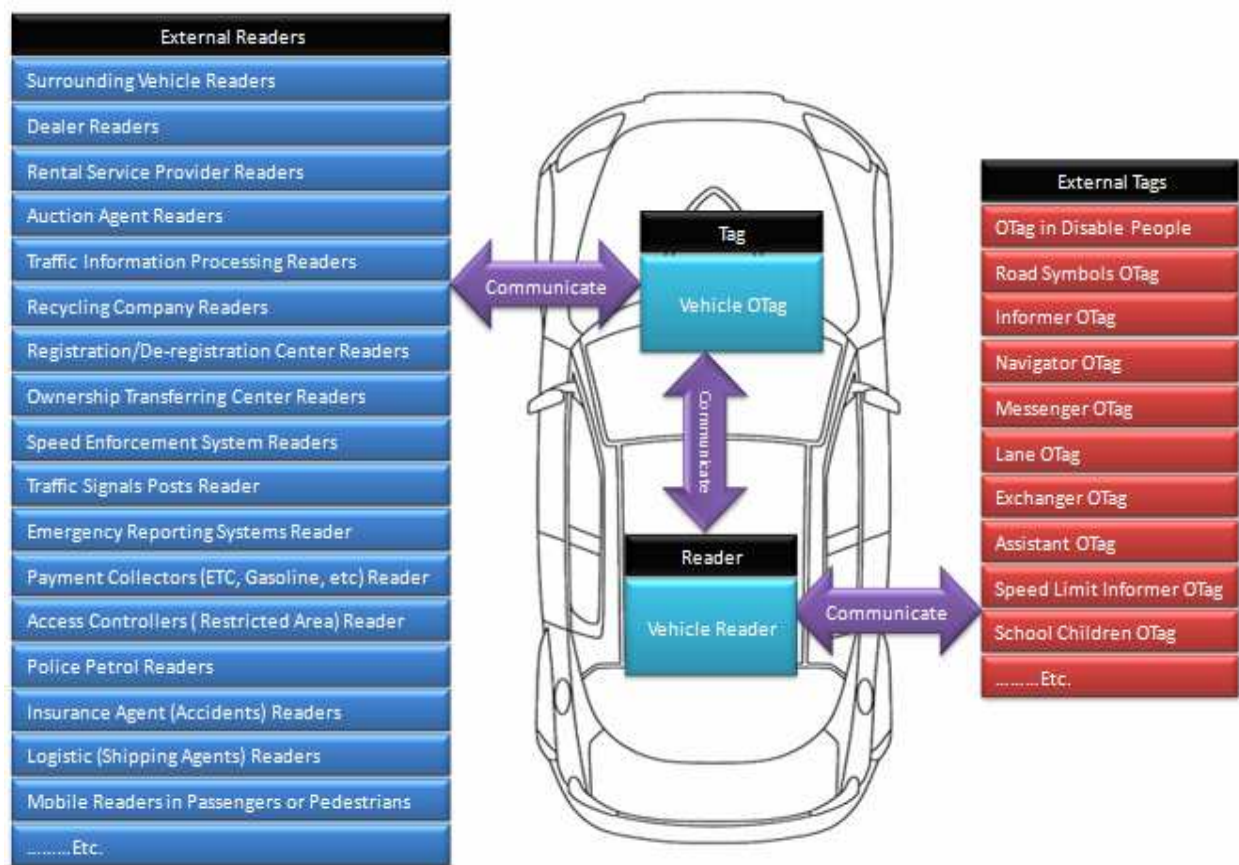 External Readers
Surrounding Vehicle Readers
Dealer Readers
Rental Service Provider Readers
Auction Agent Readers
Traffic Information Processing Readers
Recycling Company Readers
Registration/De-registration Center Readers
Ownership Transferring Center Readers
Speed Enforcement System Readers
Traffic Signals Posts Reader
Emergency Reporting Systems Reader
Payment Collectors (ETC, Gasoline, etc) Reader
Access Controllers ( Restricted Area) Reader
Police Petrol Readers
Insurance Agent (Accidents) Readers
Logistic (Shipping Agents) Readers
Mobile Readers in Passengers or Pedestrians
.........Etc.
Communicate
Tag
Vehicle OTag
Communicate
Reader
Vehicle Reader
Communicate
External Tags
OTag in Disable People
Road Symbols OTag
Informer OTag
Navigator OTag
Messenger OTag
Lane OTag
Exchanger OTag
Assistant OTag
Speed Limit Informer OTag
School Children OTag
.........Etc.